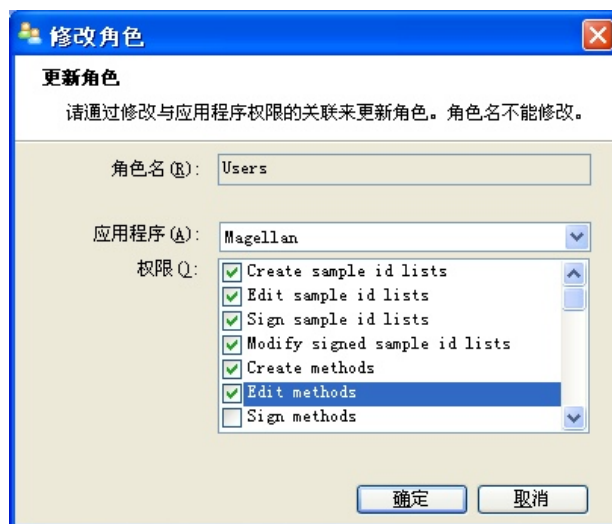 修改角色
更新角色
请通过修改与应用程序权限的关联来更新角色。角色名不能修改。
角色名(R): Users
应用程序(A): Magellan
权限Q:
Create sample id lists
Edit sample id lists
Sign sample id lists
Modify signed sample id lists
Create methods
Edit methods
Sign methods
确定 取消